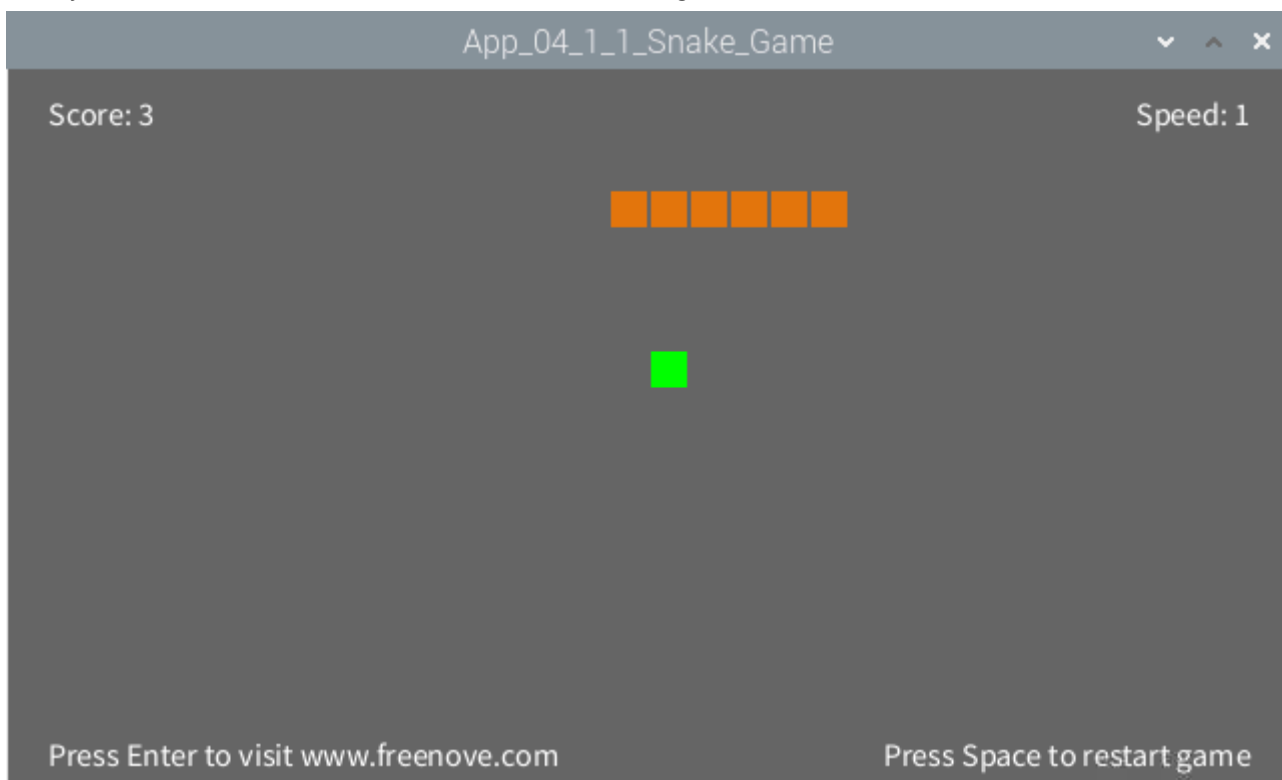 App_04_1_1_Snake_Game
Score: 3
Speed: 1
Press Enter to visit www.freenove.com
Press Space to restart game